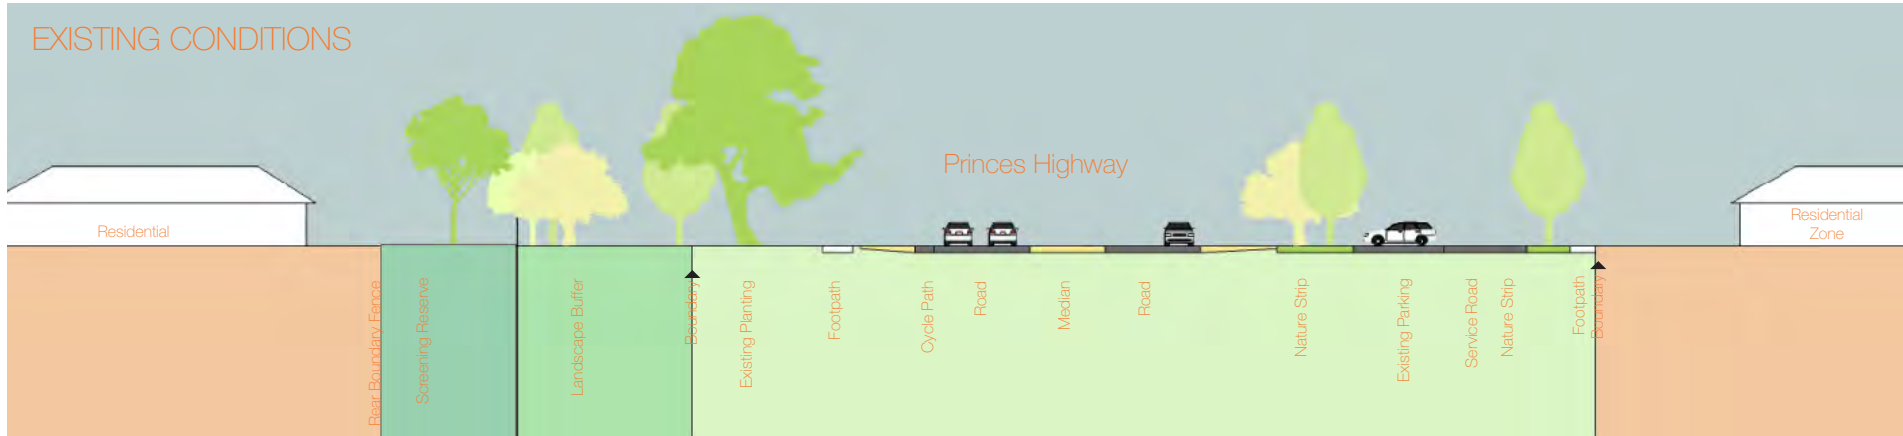 EXISTING CONDITIONS
Princes Highway
Residential
Residential
Zone
Rear Boundary Fence
Screening Reserve
Landscape Buffer
Boundary
Existing Planting
Footpath
Cycle Path
Road
Median
Road
Nature Strip
Existing Parking
Service Road
Nature Strip
Footpath
Boundary